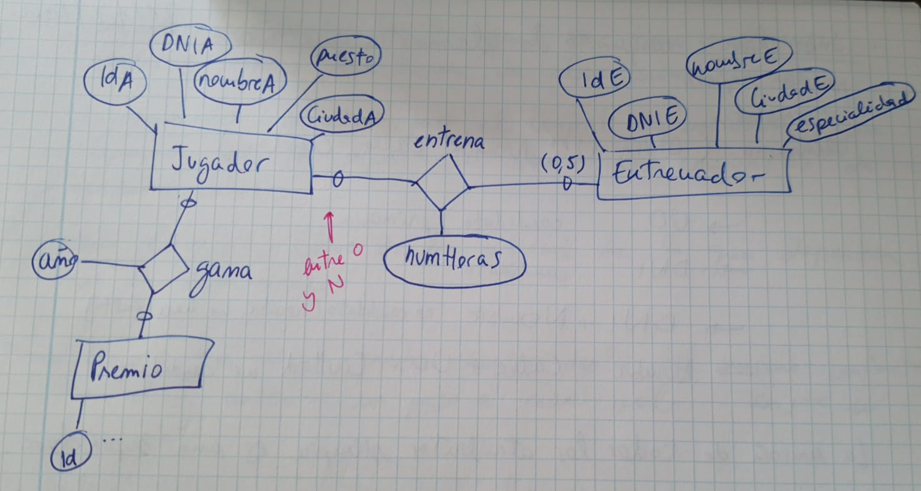 DNIA
IdA
nombreA
puesto
CiudadA
Jugador
entrena
(0,5)
IdE
DNIE
nombreE
CiudadE
especialidad
Entrenador
numHoras
entre 0
y N
año
gana
Premio
Id ...